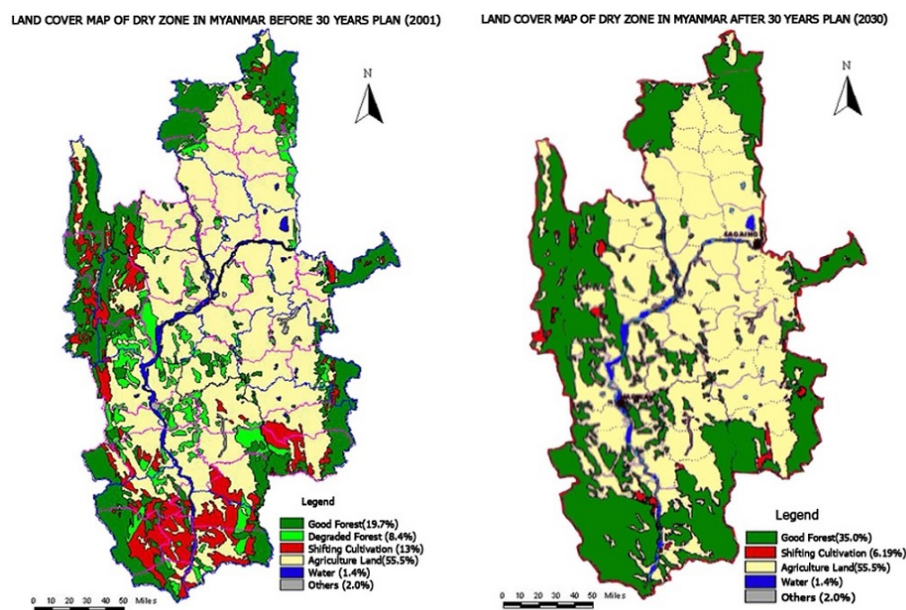 LAND COVER MAP OF DRY ZONE IN MYANMAR BEFORE 30 YEARS PLAN (2001)
N
Legend
Good Forest(19.7%)
Degraded Forest (8.4%)
Shifting Cultivation (13%)
Agriculture Land(55.5%)
Water (1.4%)
Others (2.0%)
0 10 20 30 40 50 Miles
LAND COVER MAP OF DRY ZONE IN MYANMAR AFTER 30 YEARS PLAN (2030)
N
SAGAING
Legend
Good Forest(35.0%)
Shifting Cultivation (6.19%)
Agriculture Land(55.5%)
Water (1.4%)
Others (2.0%)
0 10 20 30 40 50 Miles